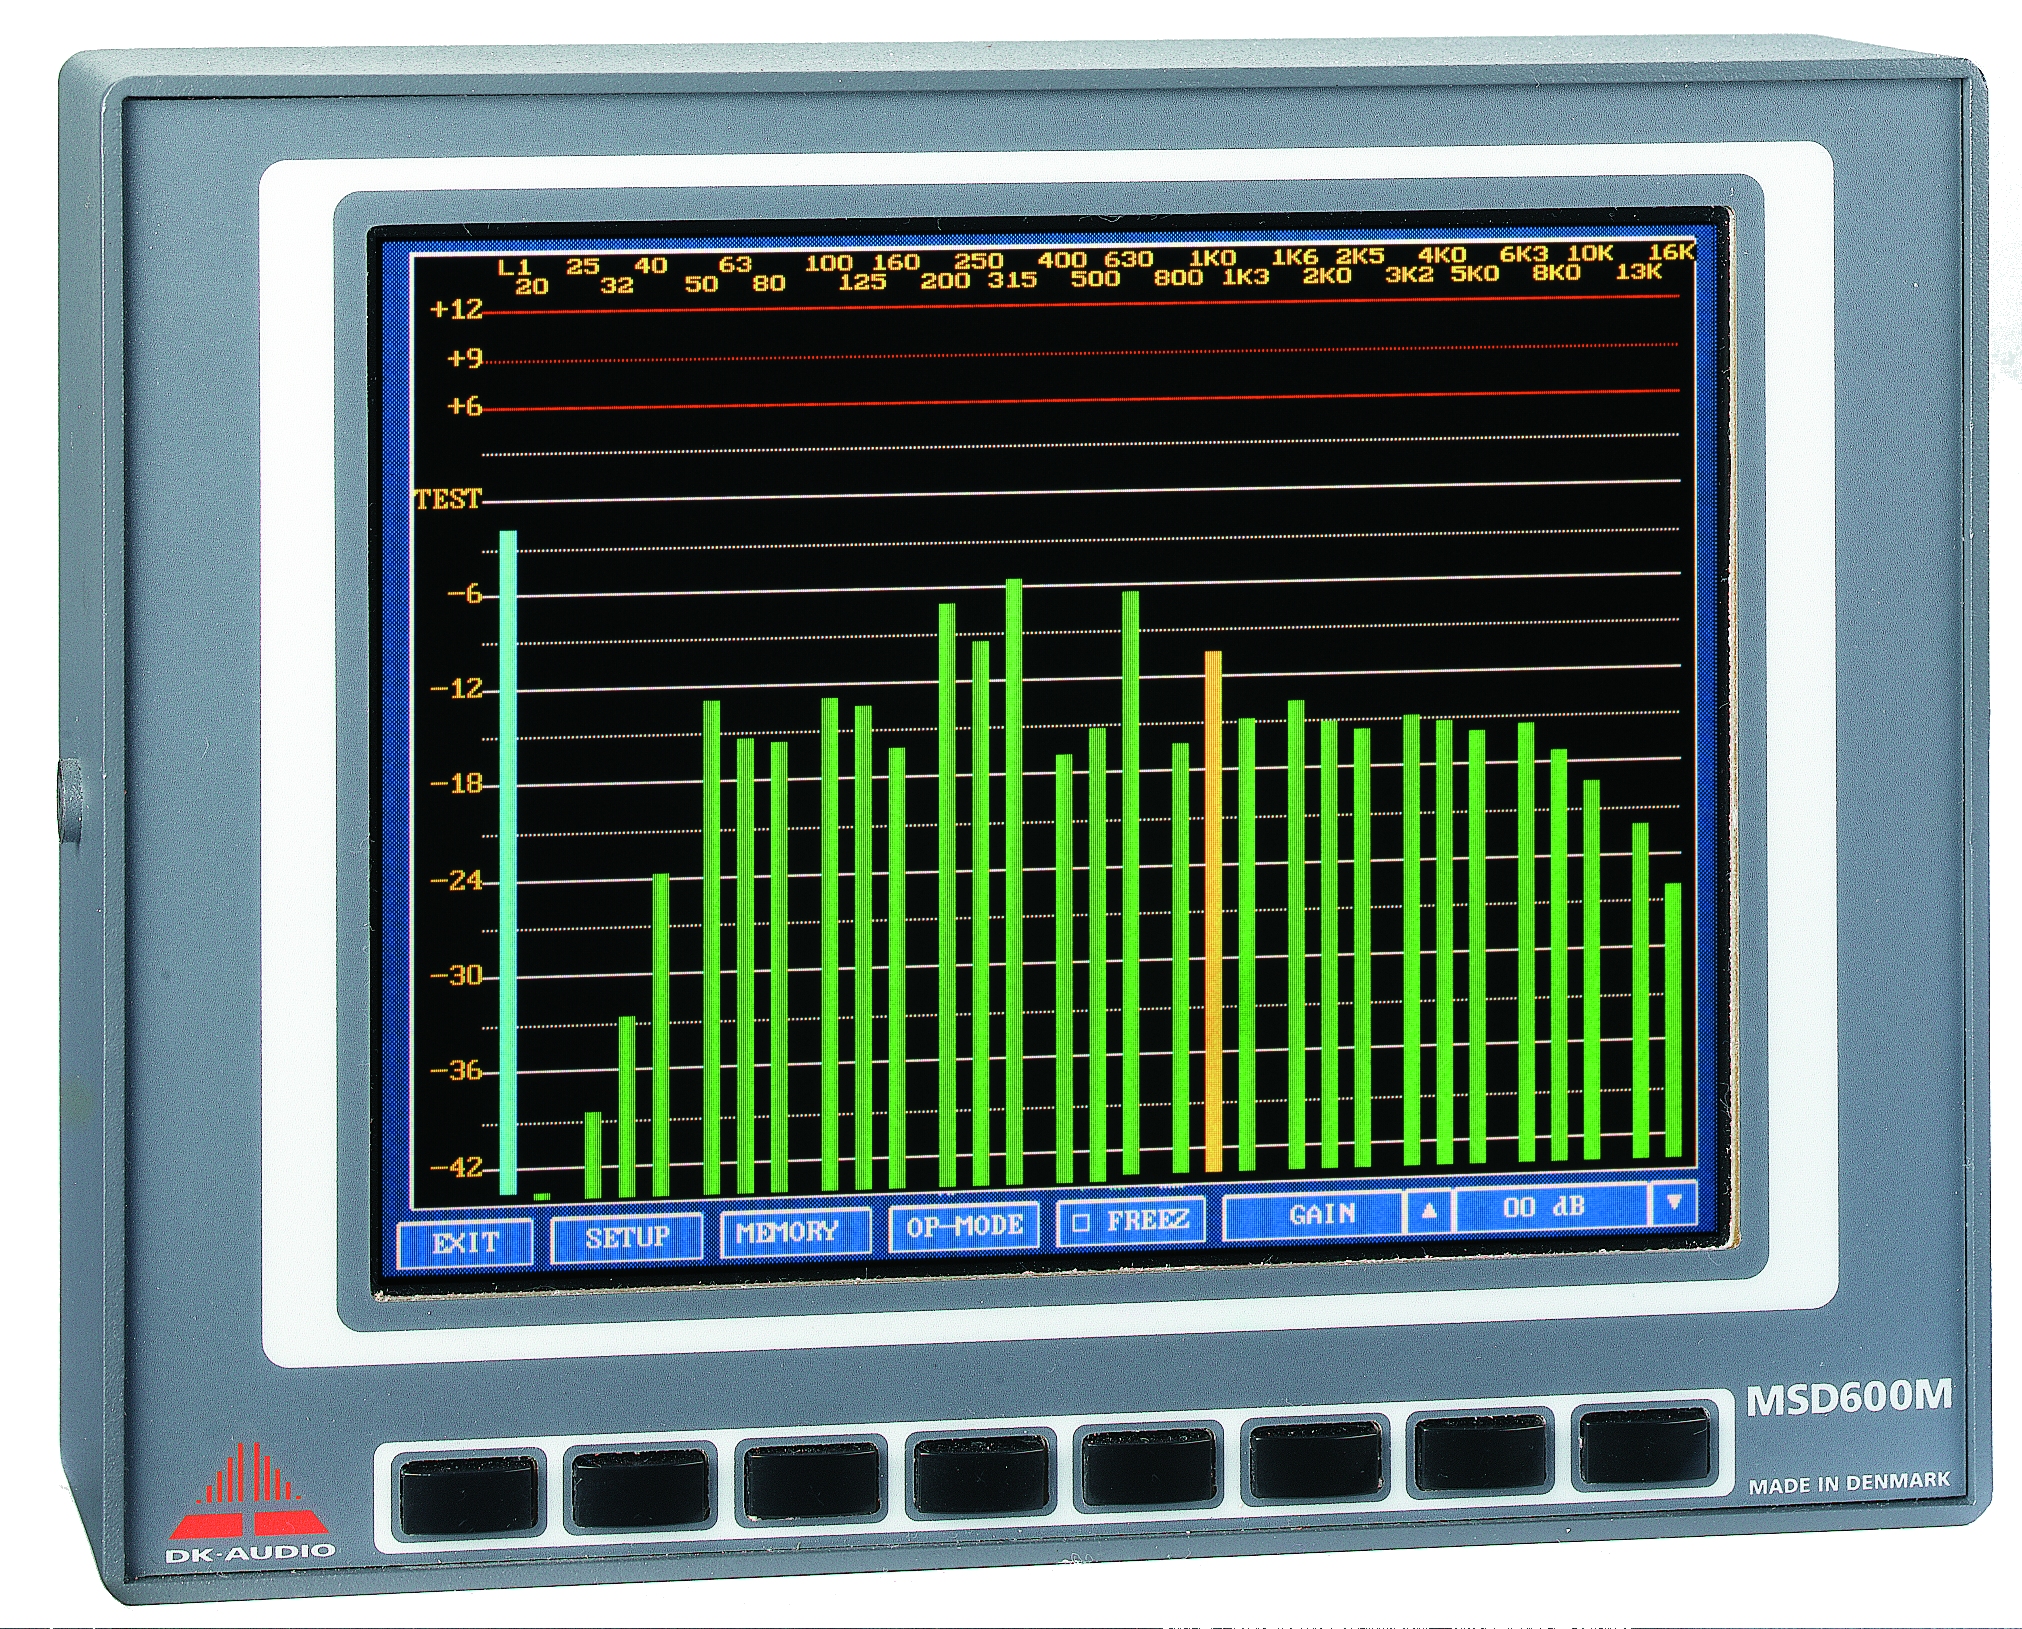 L1 25 40 63 100 160 250 400 630 1K0 1K6 2K5 4K0 6K3 10K 16K
20 32 50 80 125 200 315 500 800 1K3 2K0 3K2 5K0 8K0 13K
+12
+9
+6
TEST
-6
-12
-18
-24
-30
-36
-42
EXIT SETUP MEMORY OP-MODE □ FREEZ GAIN ▲ 00 dB ▼
MSD600M
MADE IN DENMARK
DK-AUDIO